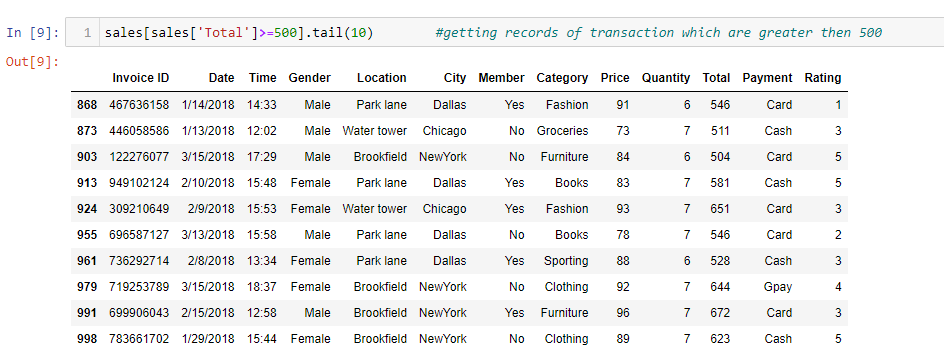 In [9]: 1 sales[sales['Total']>=500].tail(10) #getting records of transaction which are greater then 500
Out[9]:
Invoice ID Date Time Gender Location City Member Category Price Quantity Total Payment Rating
868 467636158 1/14/2018 14:33 Male Park lane Dallas Yes Fashion 91 6 546 Card 1
873 446058586 1/13/2018 12:02 Male Water tower Chicago No Groceries 73 7 511 Cash 3
903 122276077 3/15/2018 17:29 Male Brookfield NewYork No Furniture 84 6 504 Card 5
913 949102124 2/10/2018 15:48 Female Park lane Dallas Yes Books 83 7 581 Cash 5
924 309210649 2/9/2018 15:53 Female Water tower Chicago Yes Fashion 93 7 651 Card 3
955 696587127 3/13/2018 15:58 Male Park lane Dallas No Books 78 7 546 Card 2
961 736292714 2/8/2018 13:34 Female Park lane Dallas Yes Sporting 88 6 528 Cash 3
979 719253789 3/15/2018 18:37 Female Brookfield NewYork No Clothing 92 7 644 Gpay 4
991 699906043 2/15/2018 12:58 Male Brookfield NewYork Yes Furniture 96 7 672 Card 3
998 783661702 1/29/2018 15:44 Female Brookfield NewYork No Clothing 89 7 623 Cash 5